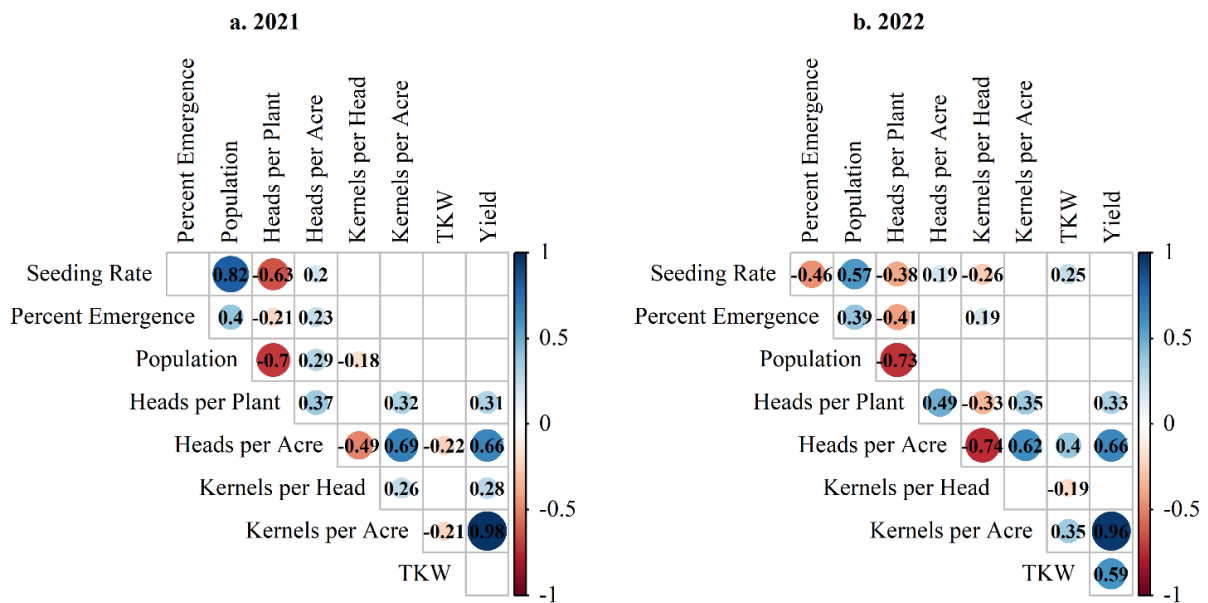 a. 2021
Percent Emergence
Population
Heads per Plant
Heads per Acre
Kernels per Head
Kernels per Acre
TKW
Yield
Seeding Rate 0.82 -0.63 0.2
Percent Emergence 0.4 -0.21 0.23
Population -0.7 0.29 -0.18
Heads per Plant 0.37 0.32 0.31
Heads per Acre -0.49 0.69 -0.22 0.66
Kernels per Head 0.26 0.28
Kernels per Acre -0.21 0.98
TKW
1
0.5
0
-0.5
-1
b. 2022
Percent Emergence
Population
Heads per Plant
Heads per Acre
Kernels per Head
Kernels per Acre
TKW
Yield
Seeding Rate -0.46 0.57 -0.38 0.19 -0.26 0.25
Percent Emergence 0.39 -0.41 0.19
Population -0.73
Heads per Plant 0.49 -0.33 0.35 0.33
Heads per Acre -0.74 0.62 0.4 0.66
Kernels per Head -0.19
Kernels per Acre 0.35 0.96
TKW 0.59
1
0.5
0
-0.5
-1